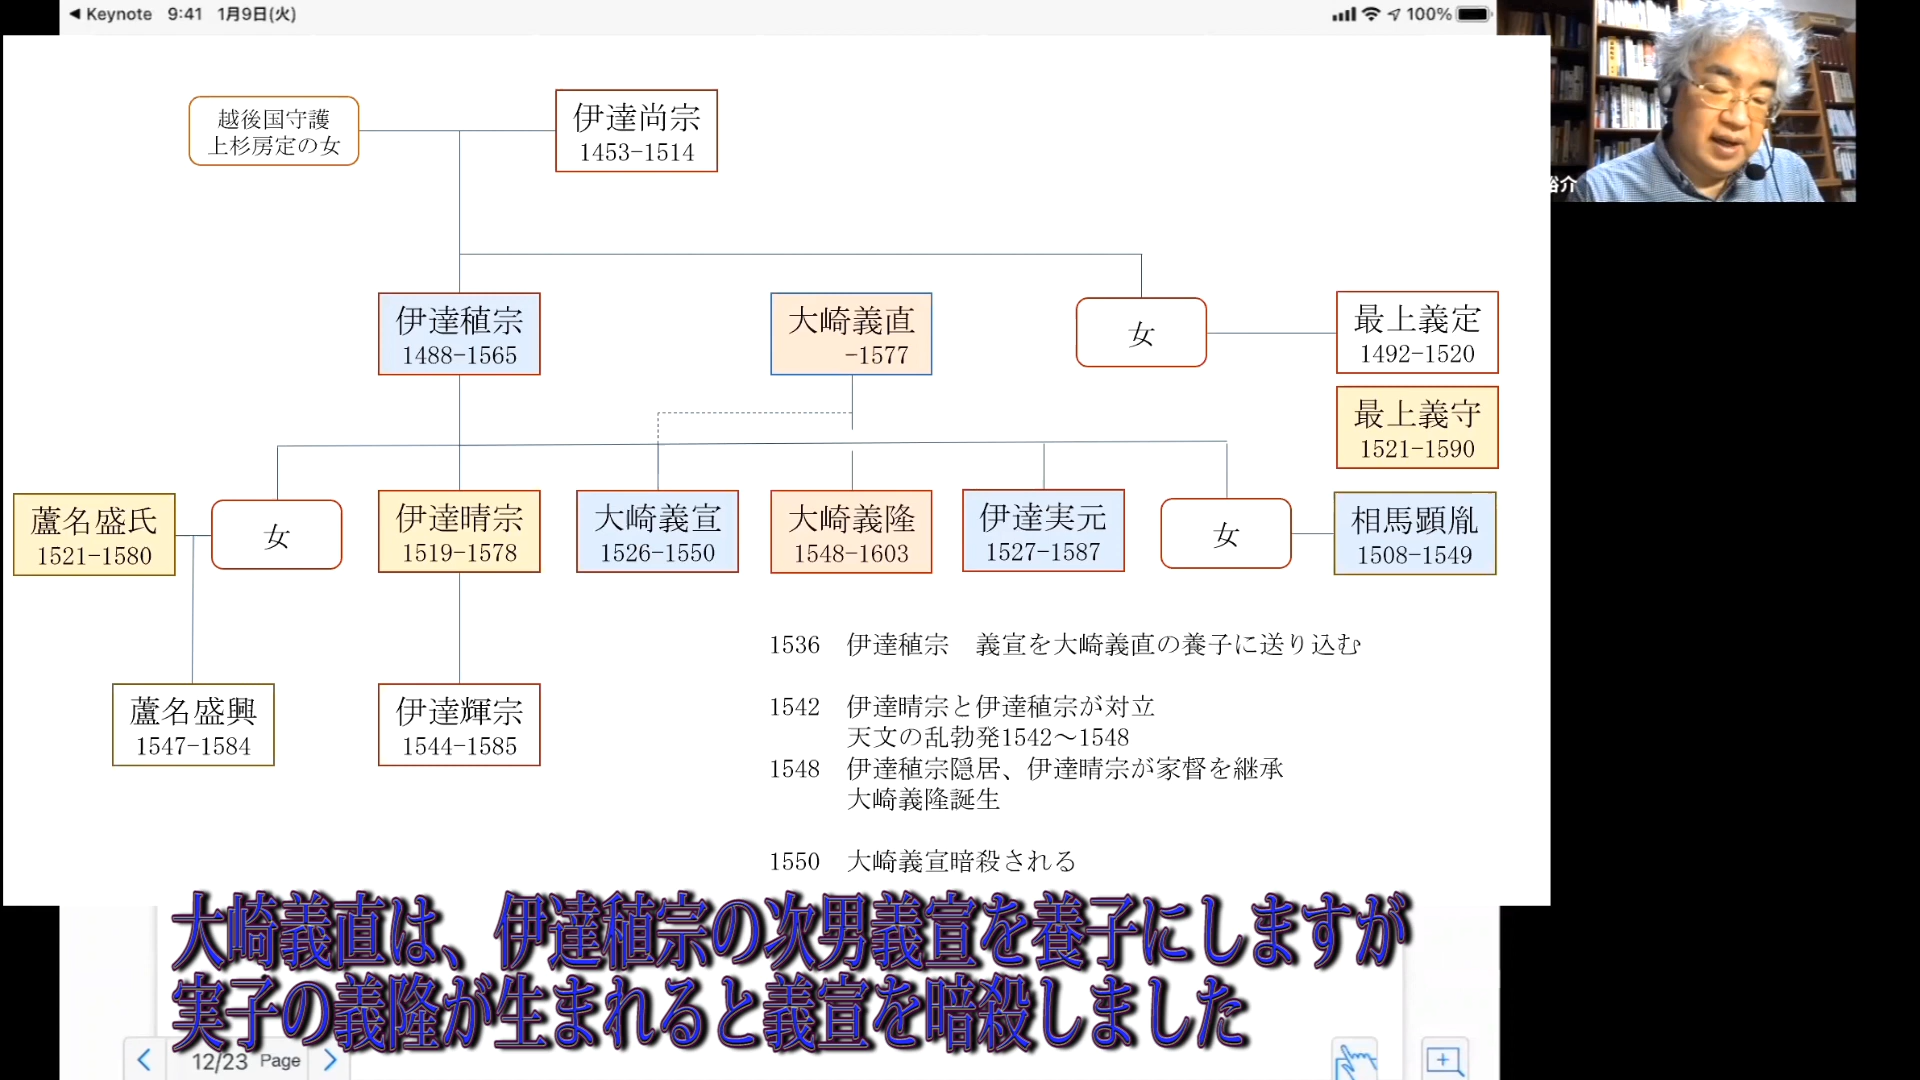 ◀ Keynote 9:41 1月9日(火)
100%
越後国守護
上杉房定の女
伊達尚宗
1453-1514
裕介
伊達稙宗
1488-1565
大崎義直
-1577
女
最上義定
1492-1520
最上義守
1521-1590
蘆名盛氏
1521-1580
女
伊達晴宗
1519-1578
大崎義宣
1526-1550
大崎義隆
1548-1603
伊達実元
1527-1587
女
相馬顕胤
1508-1549
蘆名盛興
1547-1584
伊達輝宗
1544-1585
1536 伊達稙宗 義宣を大崎義直の養子に送り込む
1542 伊達晴宗と伊達稙宗が対立
天文の乱勃発1542〜1548
1548 伊達稙宗隠居、伊達晴宗が家督を継承
大崎義隆誕生
1550 大崎義宣暗殺される
大崎義直は、伊達稙宗の次男義宣を養子にしますが
実子の義隆が生まれると義宣を暗殺しました
12/23 Page